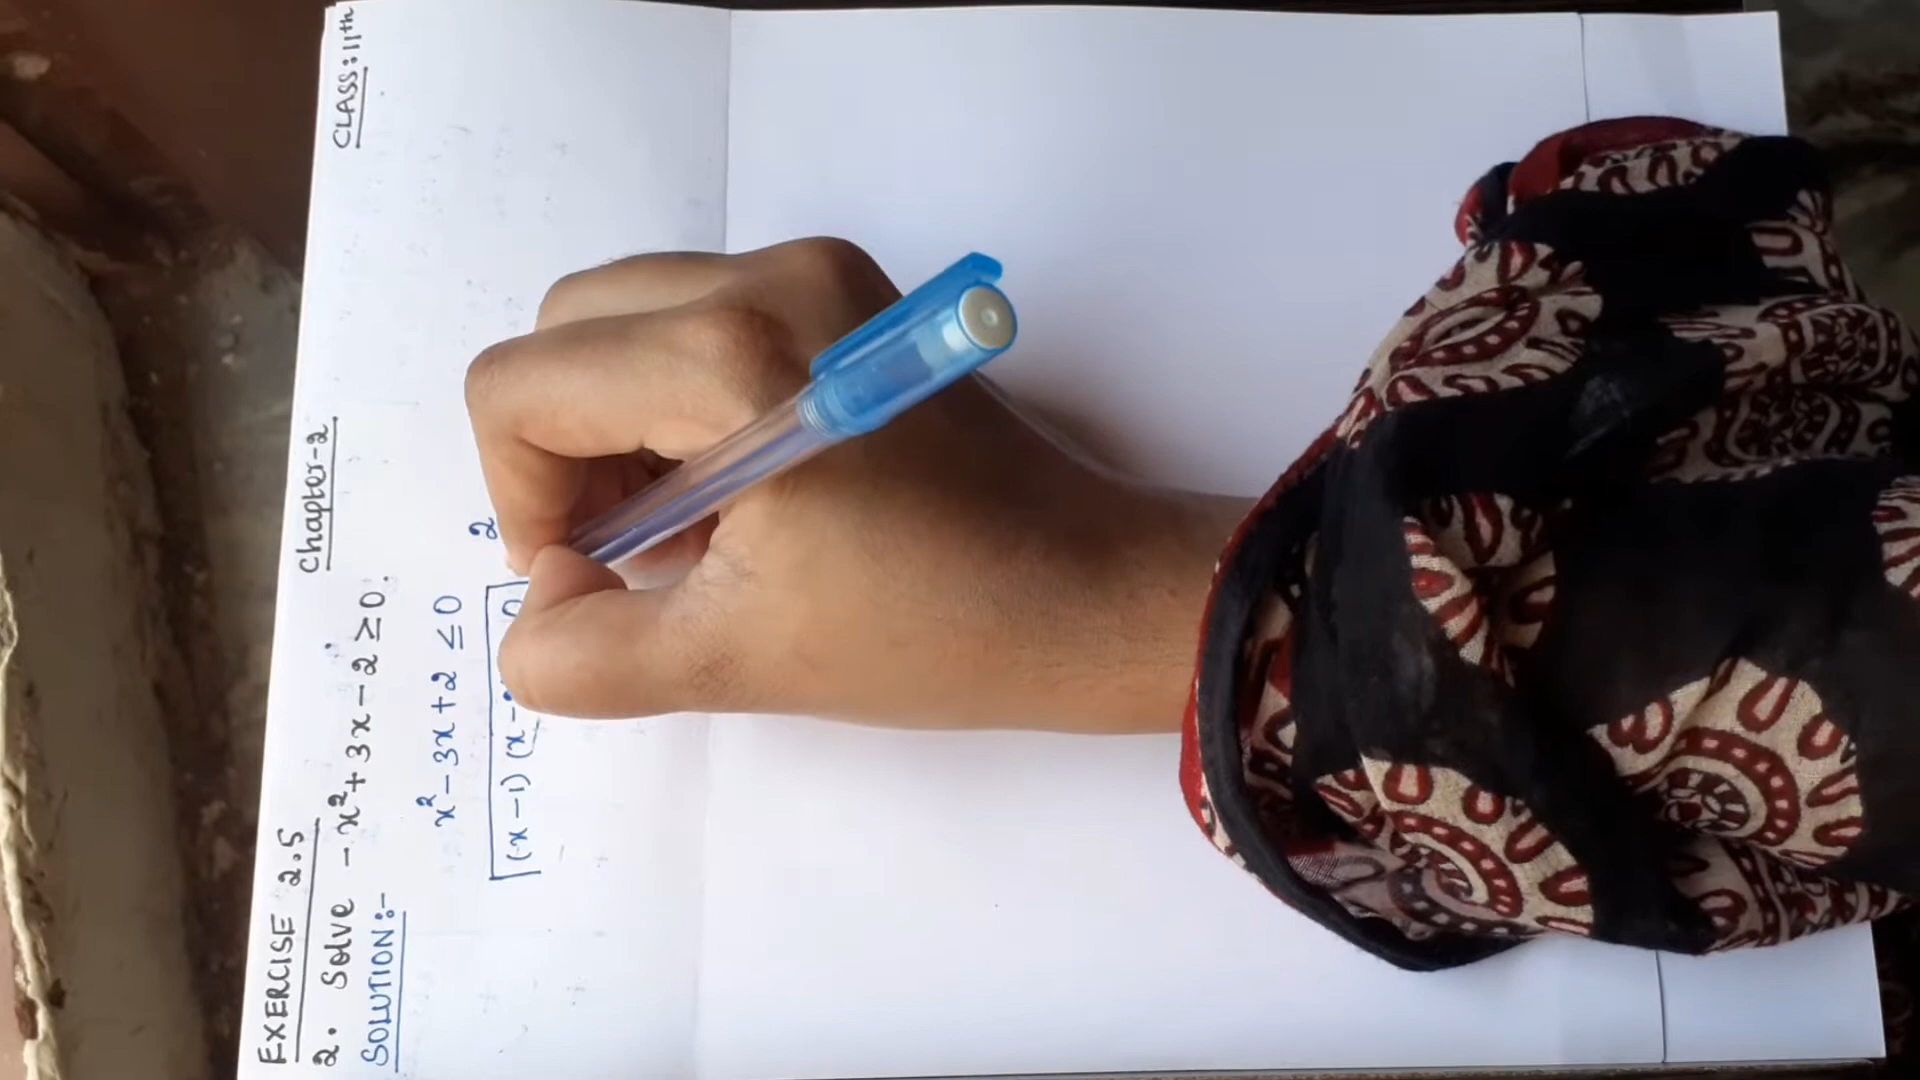 CLASS: 11th
Chapter-2
EXERCISE 2.5
2. Solve -x²+3x-2≥0.
SOLUTION:-
x²-3x+2≤0
2
(x-1)(x-